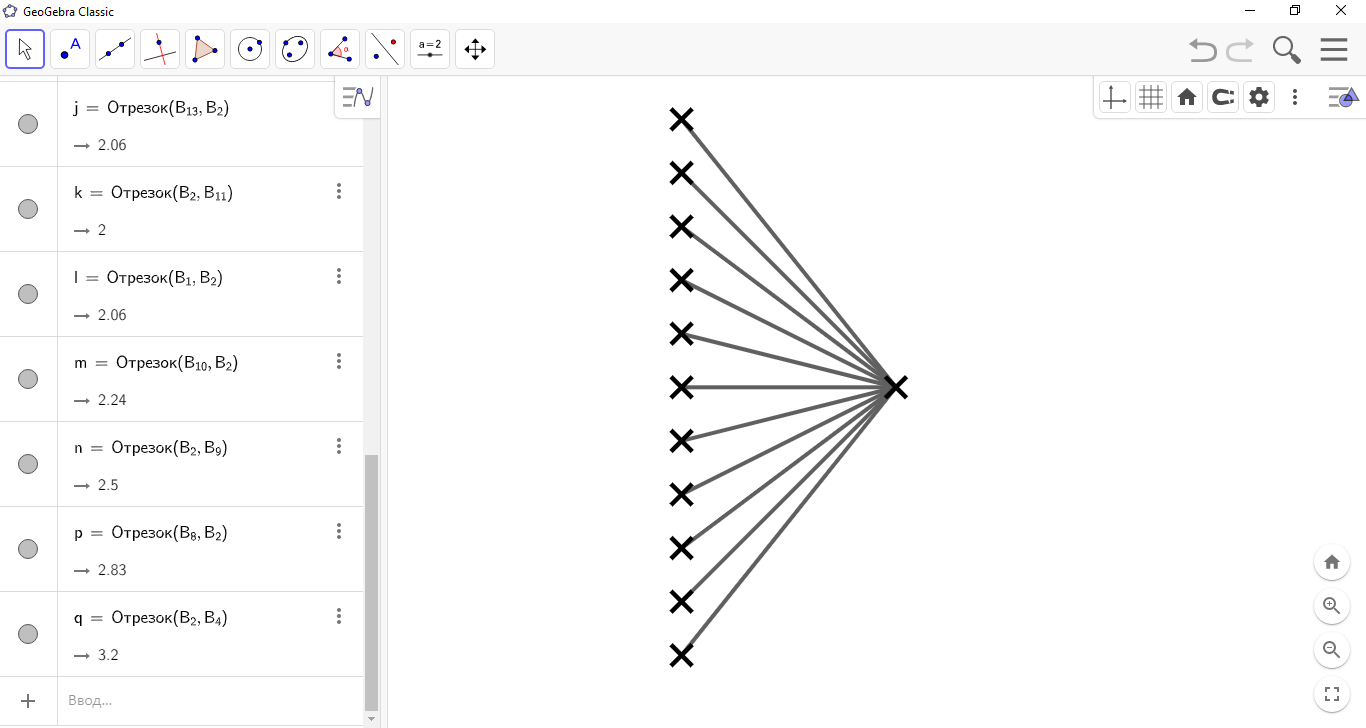 GeoGebra Classic
A
α
a=2
j = Отрезок(B₁₃, B₂)
→ 2.06
k = Отрезок(B₂, B₁₁)
→ 2
l = Отрезок(B₁, B₂)
→ 2.06
m = Отрезок(B₁₀, B₂)
→ 2.24
n = Отрезок(B₂, B₉)
→ 2.5
p = Отрезок(B₈, B₂)
→ 2.83
q = Отрезок(B₂, B₄)
→ 3.2
Ввод...